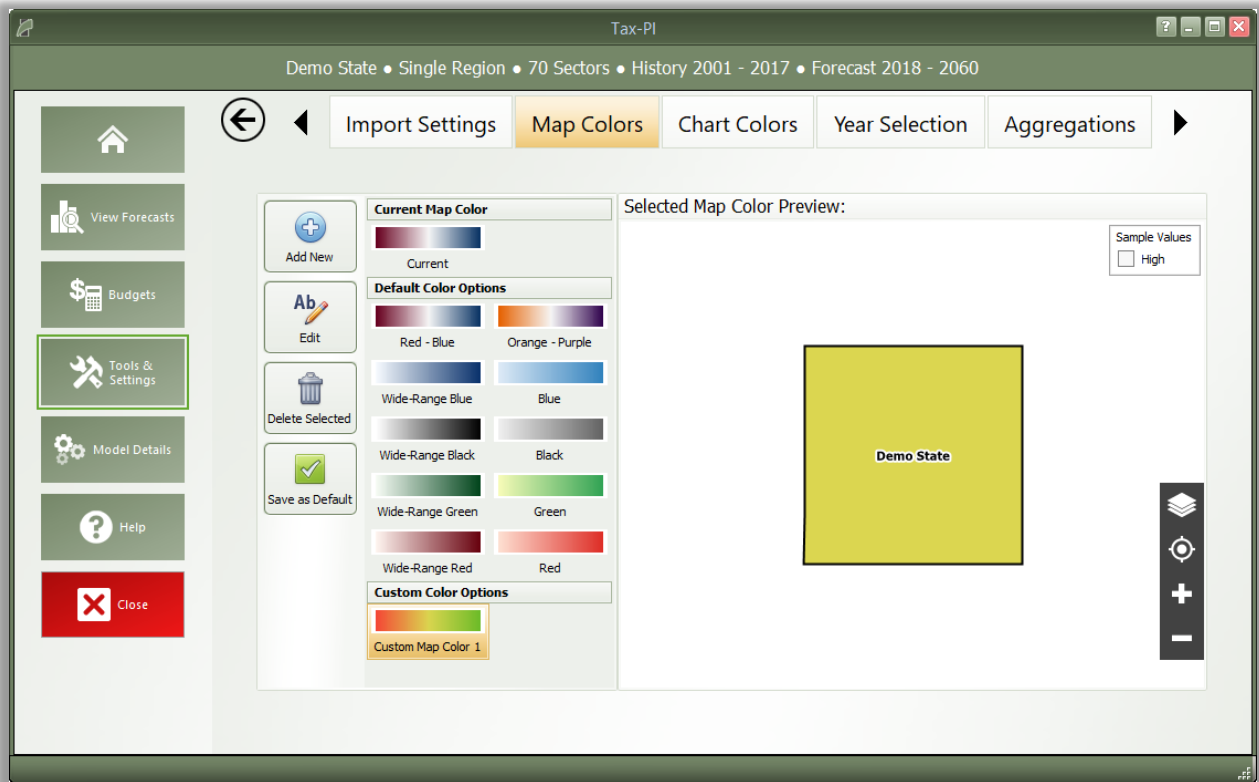 Tax-PI
Demo State ● Single Region ● 70 Sectors ● History 2001 - 2017 ● Forecast 2018 - 2060
Import Settings
Map Colors
Chart Colors
Year Selection
Aggregations
View Forecasts
Budgets
Tools &
Settings
Model Details
Help
Close
Add New
Ab
Edit
Delete Selected
Save as Default
Current Map Color
Current
Default Color Options
Red - Blue
Orange - Purple
Wide-Range Blue
Blue
Wide-Range Black
Black
Wide-Range Green
Green
Wide-Range Red
Red
Custom Color Options
Custom Map Color 1
Selected Map Color Preview:
Sample Values
High
Demo State